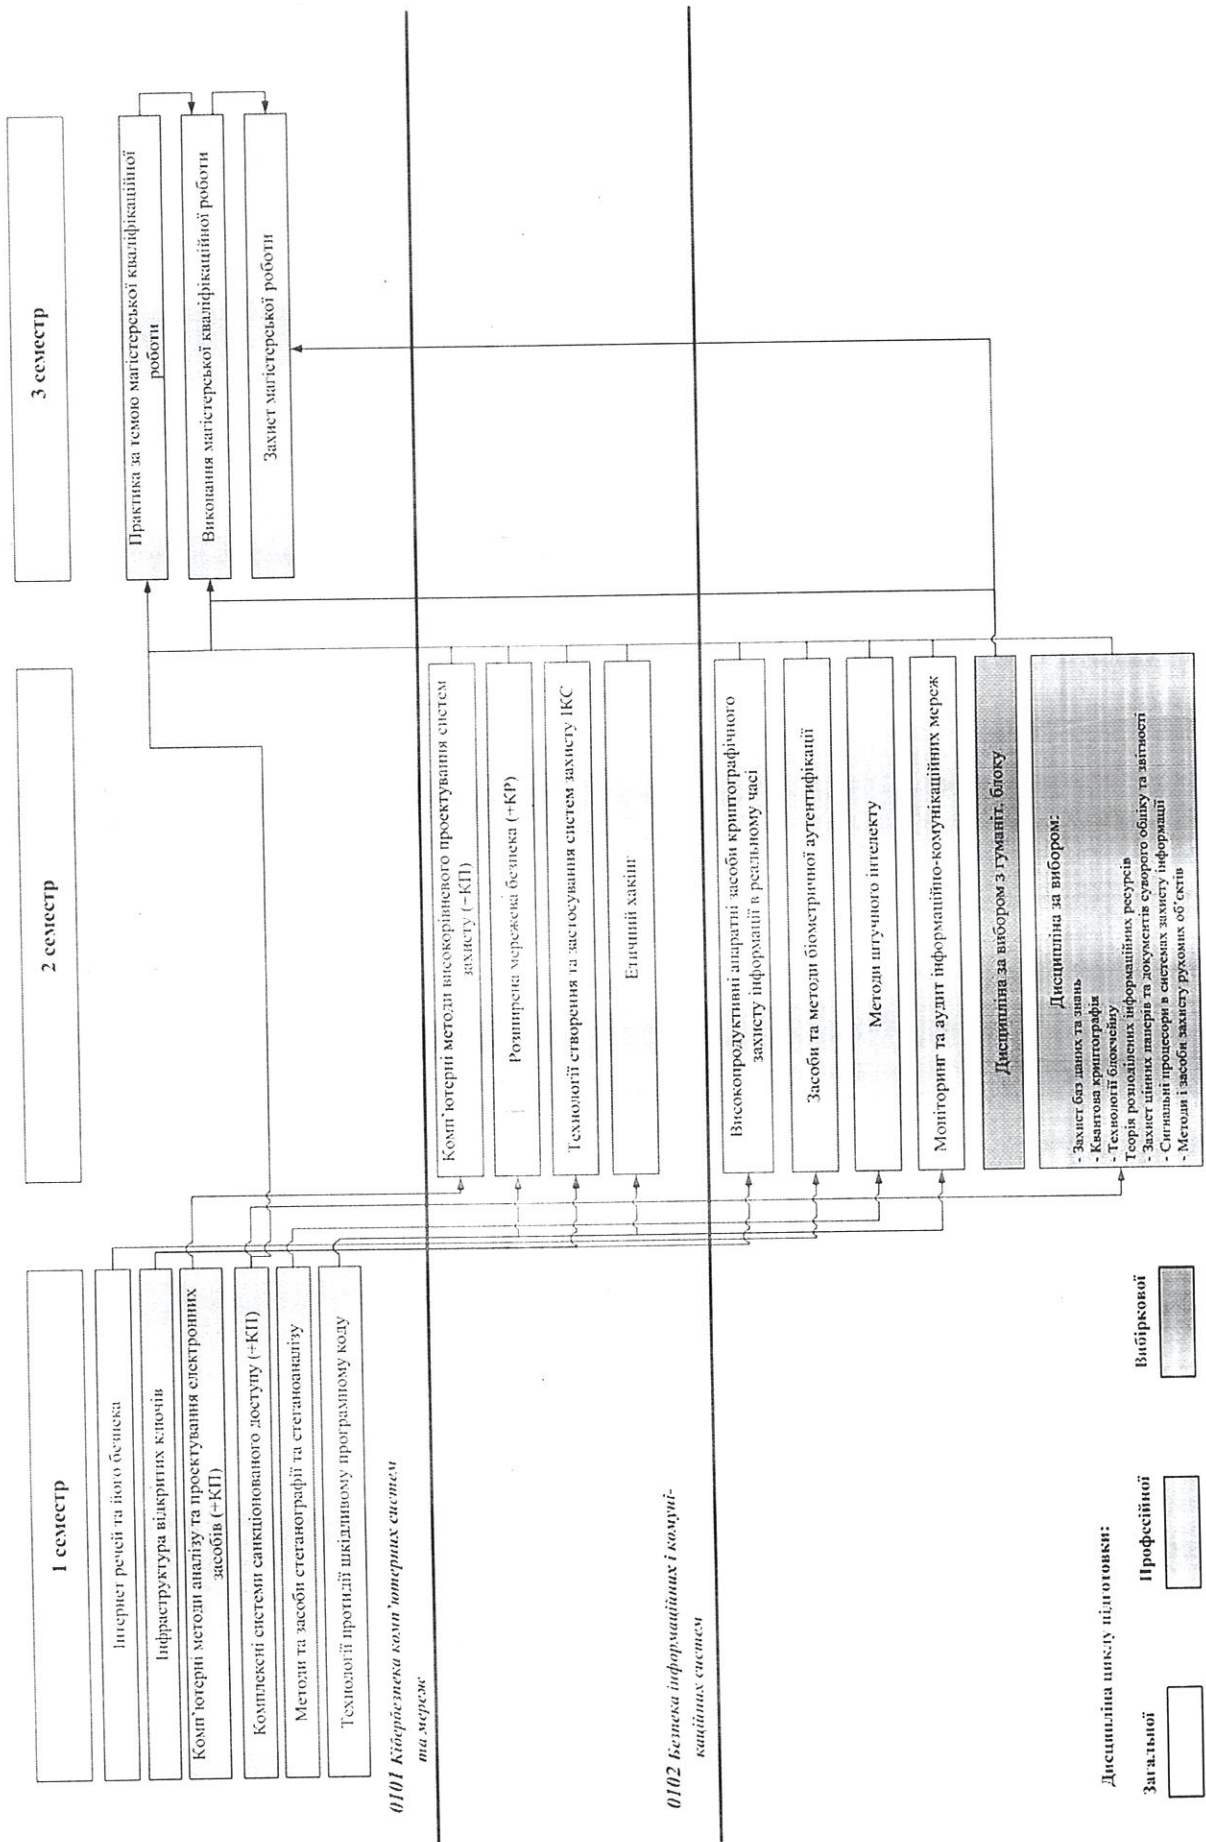 1 семестр
Інтернет речей та його безпека
Інфраструктура відкритих ключів
Комп'ютерні методи аналізу та проєктування електронних
засобів (+КП)
Комплексні системи санкціонованого доступу (+КП)
Методи та засоби стеганографії та стегоаналізу
Технології протидії шкідливому програмному коду
2 семестр
3 семестр
Практика за темою магістерської кваліфікаційної
роботи
Виконання магістерської кваліфікаційної роботи
Захист магістерської роботи
0101 Кібербезпека комп'ютерних систем
та мереж
Комп'ютерні методи високорівневого проектування систем
захисту (+КП)
Розширена мережева безпека (+КР)
Технології створення та застосування систем захисту ІКС
Етичний хакінг
0102 Безпека інформаційних і комуні-
каційних систем
Високопродуктивні апаратні засоби криптографічного
захисту інформації в реальному часі
Засоби та методи біометричної аутентифікації
Методи штучного інтелекту
Моніторинг та аудит інформаційно-комунікаційних мереж
Дисципліна за вибором з гуманіт. блоку
Дисципліна за вибором:
- Захист баз даних та знань
- Квантова криптографія
- Технології блокчейну
Теорія розподілених інформаційних ресурсів
- Захист цінних паперів та документів суворого обліку та звітності
- Сигнальні процесори в системах захисту інформації
- Методи і засоби захисту рухомих об'єктів
Дисципліна циклу підготовки:
Загальної
Професійної
Вибіркової